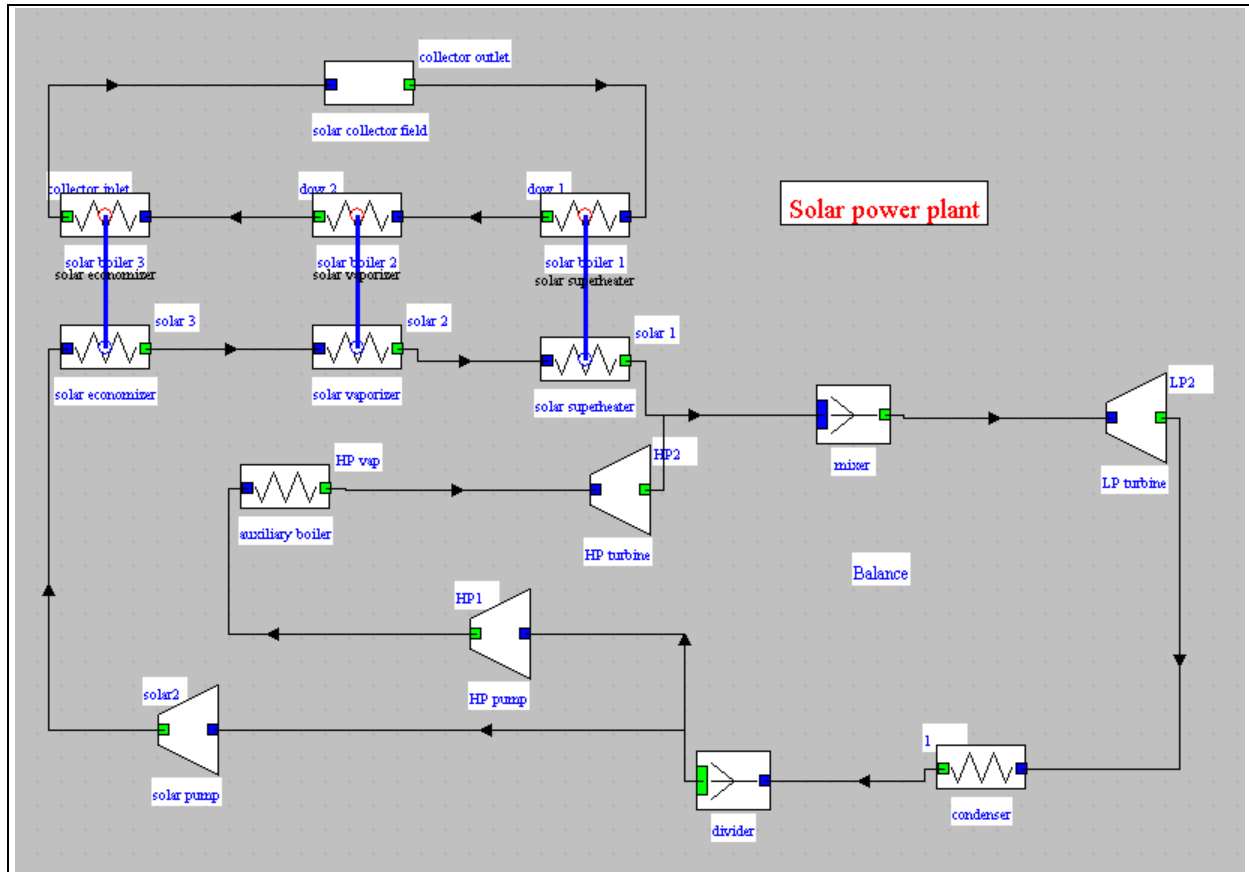 collector outlet
solar collector field
collector inlet
dow 2
dow 1
Solar power plant
solar boiler 3
solar economizer
solar boiler 2
solar vaporizer
solar boiler 1
solar superheater
solar 3
solar 2
solar 1
solar economizer
solar vaporizer
solar superheater
LP2
HP vap
HP2
mixer
LP turbine
auxiliary boiler
HP turbine
Balance
HP1
HP pump
solar2
solar pump
1
divider
condenser